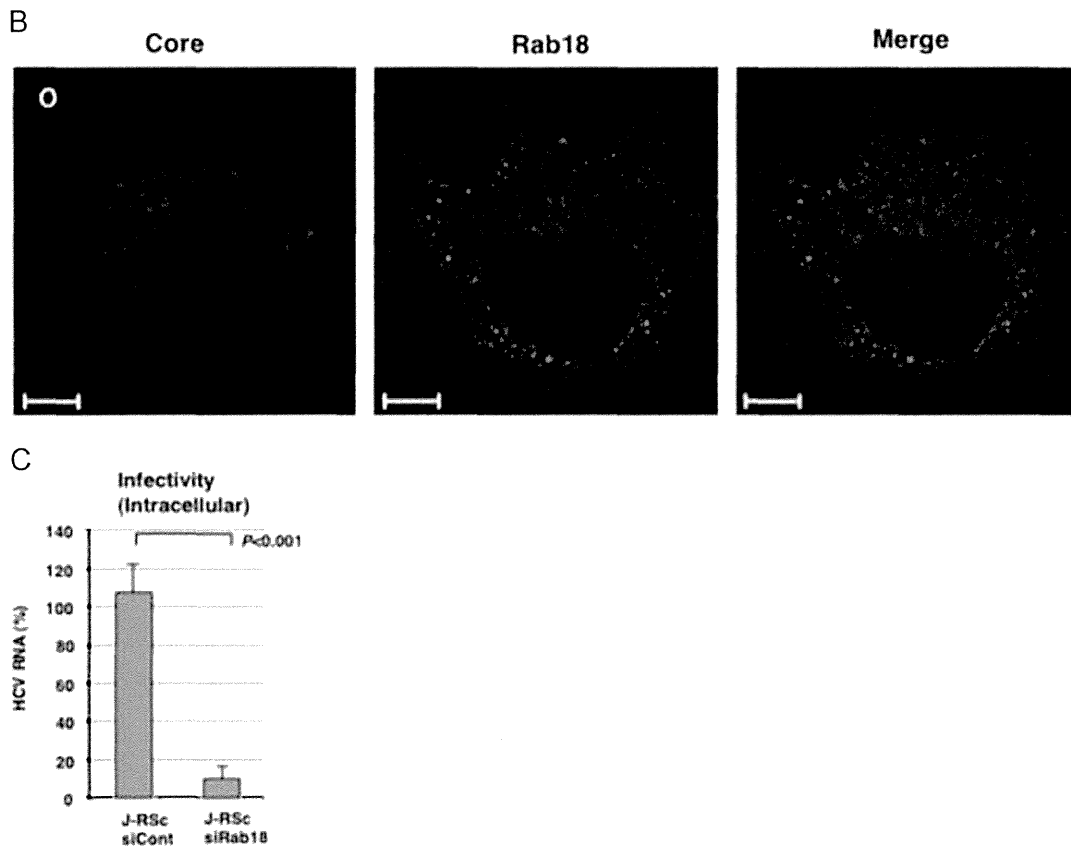 B
Core
Rab18
Merge
C
Infectivity
(Intracellular)
140
P<0.001
120
100
80
60
40
20
0
HCV RNA (%)
J-RSc
siCont
J-RSc
siRab18